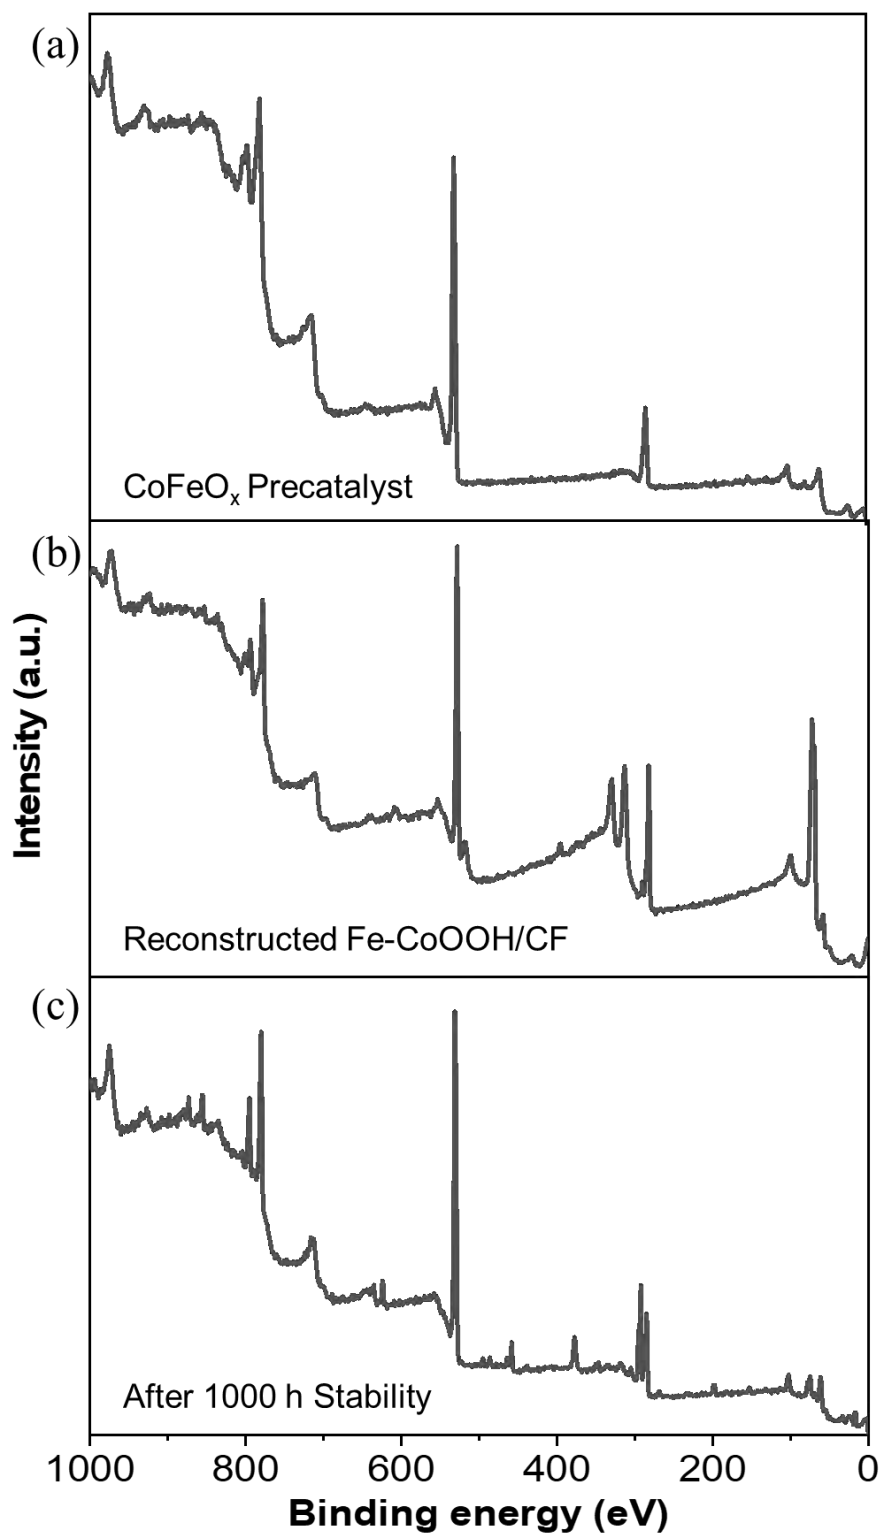 (a)
CoFeOₓ Precatalyst
(b)
Reconstructed Fe-CoOOH/CF
(c)
After 1000 h Stability
Intensity (a.u.)
1000 800 600 400 200 0
Binding energy (eV)